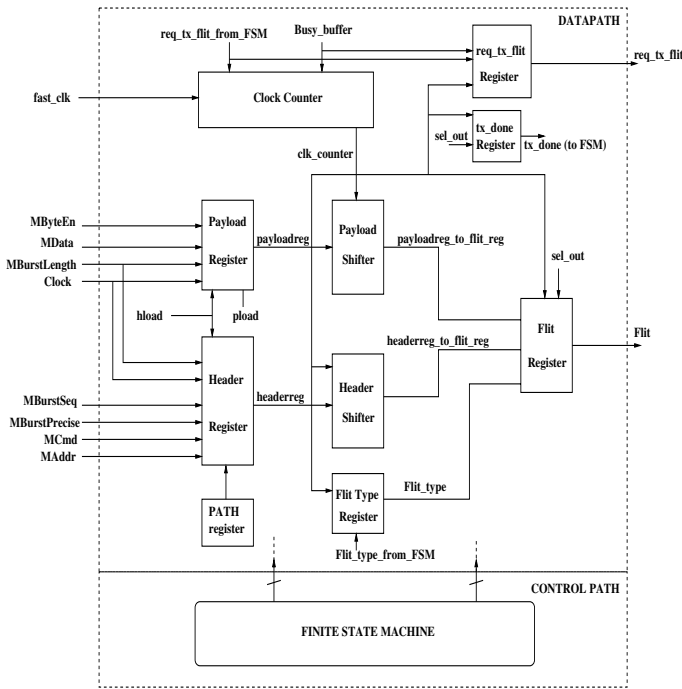 DATAPATH
req_tx_flit_from_FSM
Busy_buffer
req_tx_flit
Register
req_tx_flit
fast_clk
Clock Counter
sel_out
tx_done
Register
tx_done (to FSM)
clk_counter
MByteEn
MData
MBurstLength
Clock
Payload
Register
payloadreg
Payload
Shifter
payloadreg_to_flit_reg
sel_out
hload
pload
Flit
Register
Flit
headerreg_to_flit_reg
MBurstSeq
MBurstPrecise
MCmd
MAddr
Header
Register
headerreg
Header
Shifter
PATH
register
Flit Type
Register
Flit_type
Flit_type_from_FSM
CONTROL PATH
FINITE STATE MACHINE